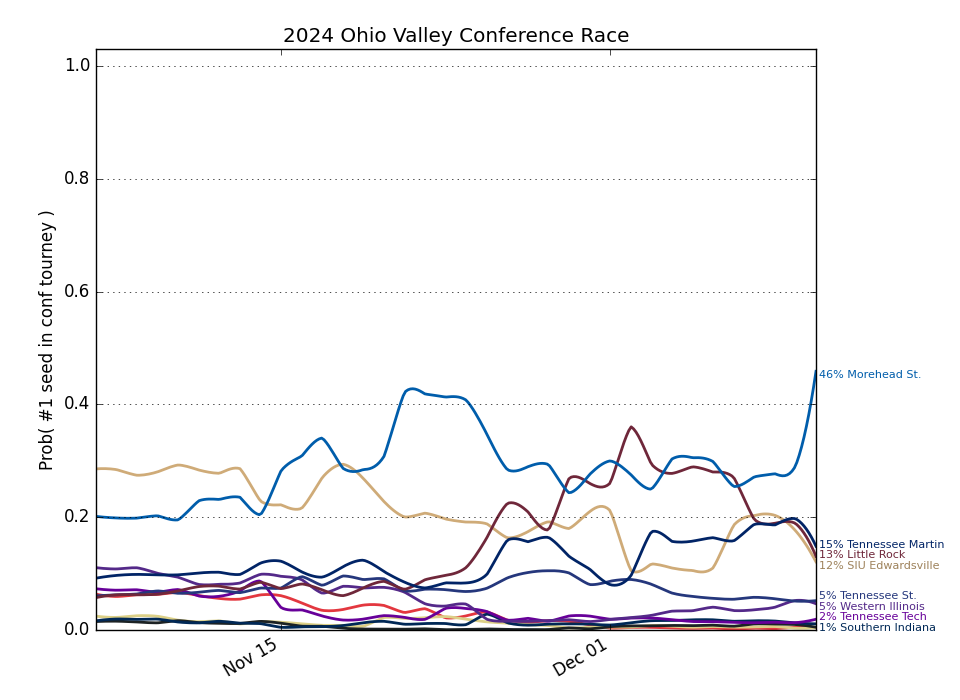 2024 Ohio Valley Conference Race
1.0
0.8
0.6
0.4
0.2
0.0
Prob( #1 seed in conf tourney )
Nov 15
Dec 01
46% Morehead St.
15% Tennessee Martin
13% Little Rock
12% SIU Edwardsville
5% Tennessee St.
5% Western Illinois
2% Tennessee Tech
1% Southern Indiana